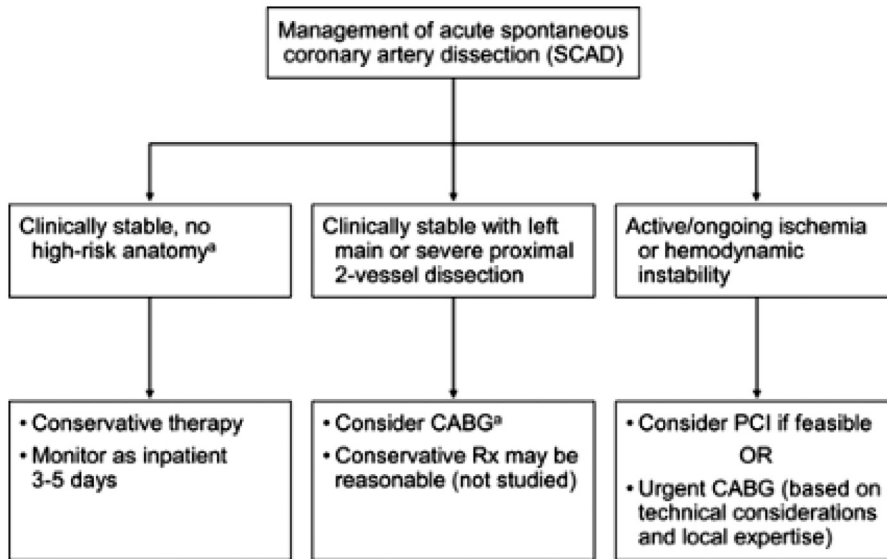 Management of acute spontaneous
coronary artery dissection (SCAD)
Clinically stable, no
high-risk anatomyª
Clinically stable with left
main or severe proximal
2-vessel dissection
Active/ongoing ischemia
or hemodynamic
instability
• Conservative therapy
• Monitor as inpatient
3-5 days
• Consider CABGª
• Conservative Rx may be
reasonable (not studied)
• Consider PCI if feasible
OR
• Urgent CABG (based on
technical considerations
and local expertise)